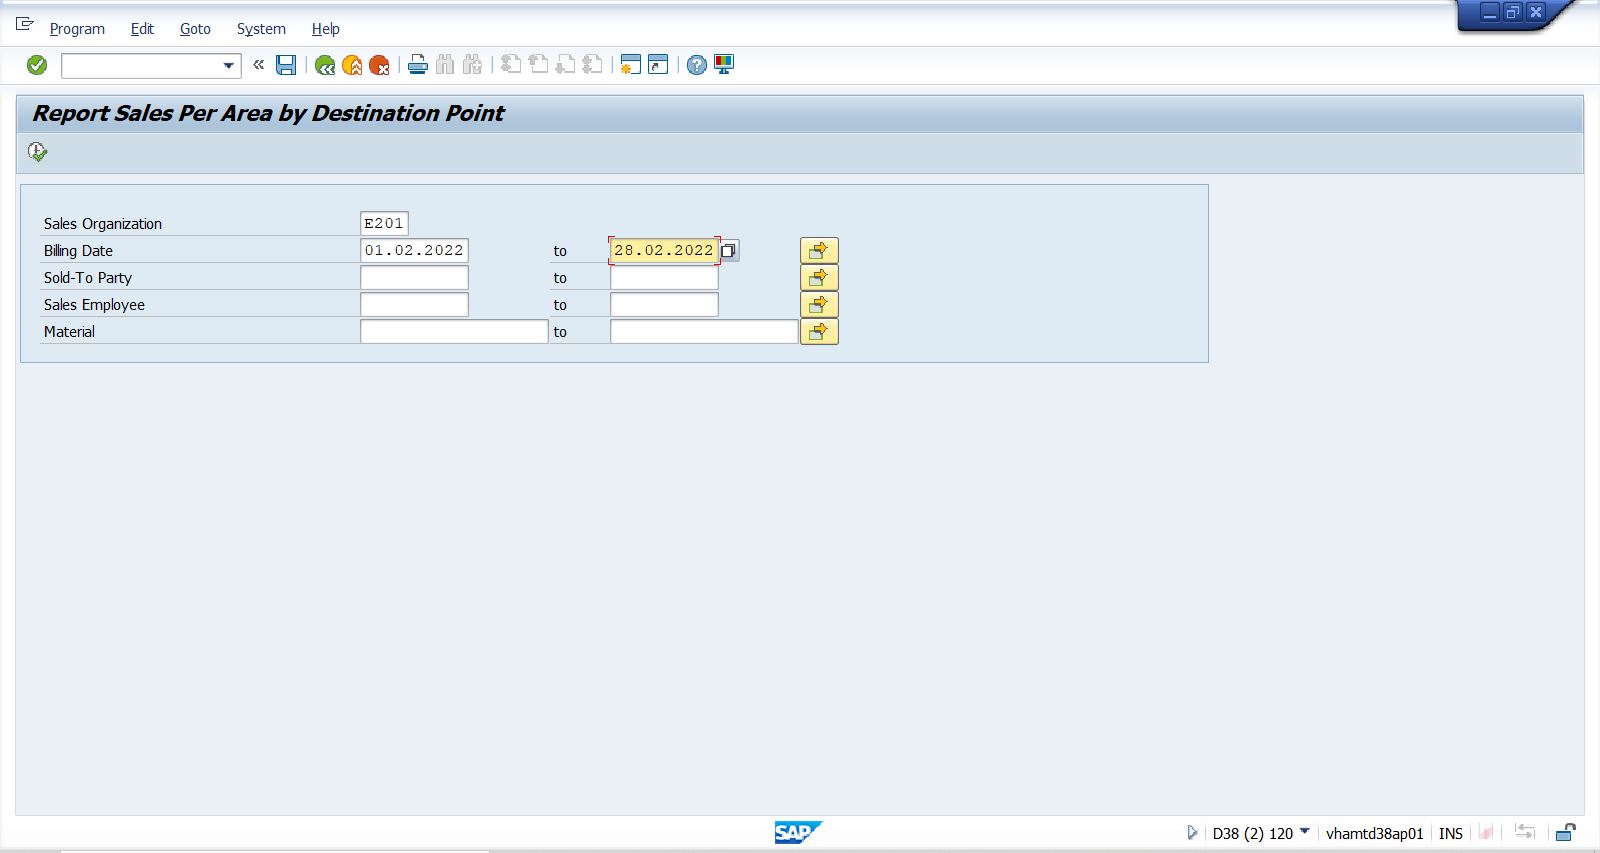 Program Edit Goto System Help
Report Sales Per Area by Destination Point
Sales Organization E201
Billing Date 01.02.2022 to 28.02.2022
Sold-To Party to
Sales Employee to
Material to
SAP D38 (2) 120 vhamtd38ap01 INS